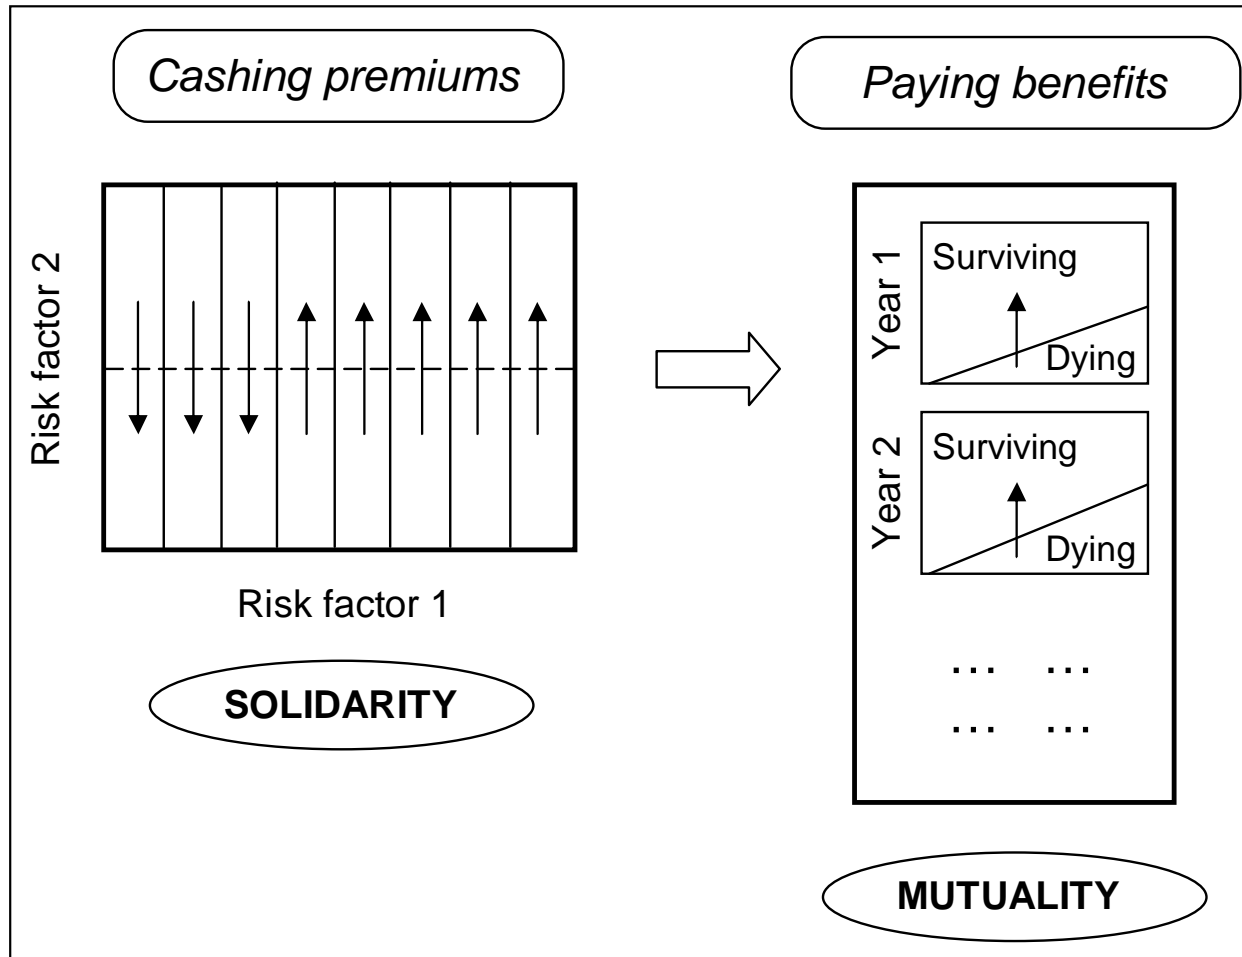 Cashing premiums
Risk factor 2
Risk factor 1
SOLIDARITY
Paying benefits
Year 1
Surviving
Dying
Year 2
Surviving
Dying
... ...
... ...
MUTUALITY